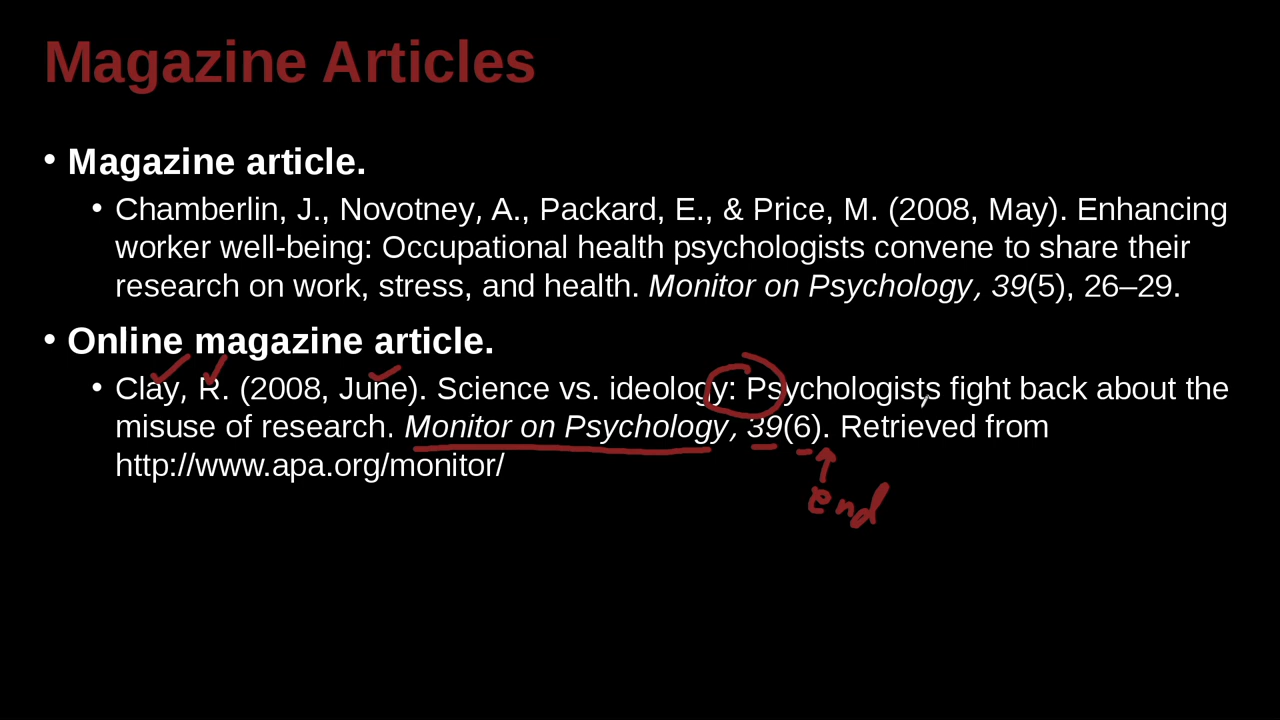 Magazine Articles
• Magazine article.
• Chamberlin, J., Novotney, A., Packard, E., & Price, M. (2008, May). Enhancing
worker well-being: Occupational health psychologists convene to share their
research on work, stress, and health. Monitor on Psychology, 39(5), 26–29.
• Online magazine article.
• Clay, R. (2008, June). Science vs. ideology: Psychologists fight back about the
misuse of research. Monitor on Psychology, 39(6). Retrieved from
http://www.apa.org/monitor/
end